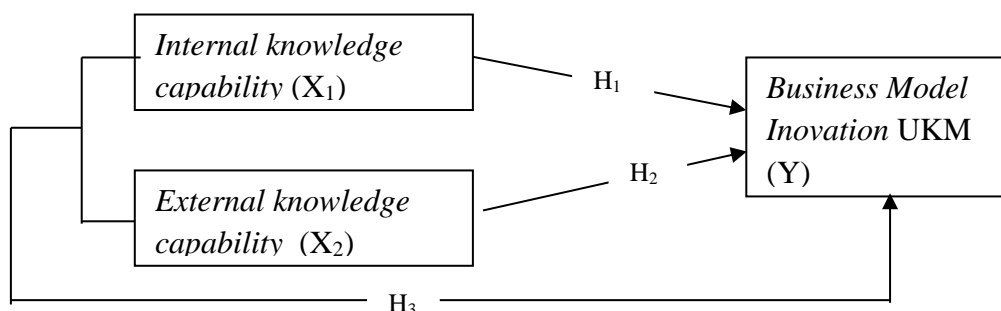 Internal knowledge
capability (X₁)
H₁
Business Model
Inovation UKM
(Y)
H₂
External knowledge
capability (X₂)
H₃